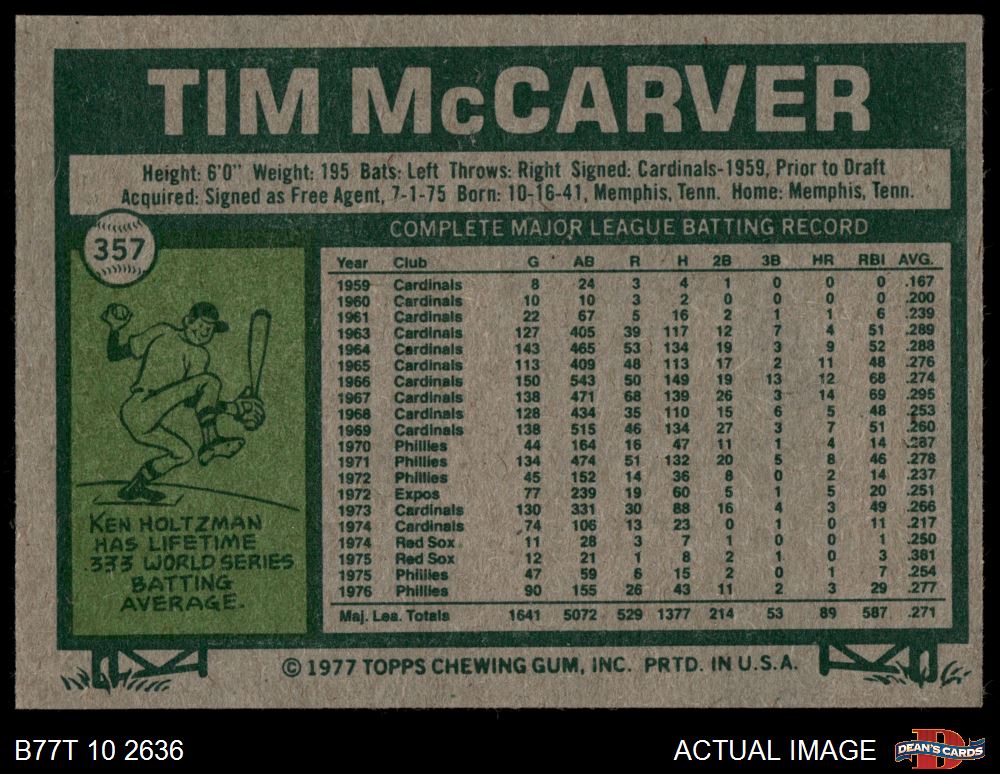 TIM McCARVER
Height: 6'0" Weight: 195 Bats: Left Throws: Right Signed: Cardinals-1959, Prior to Draft
Acquired: Signed as Free Agent, 7-1-75 Born: 10-16-41, Memphis, Tenn. Home: Memphis, Tenn.
357
COMPLETE MAJOR LEAGUE BATTING RECORD
Year Club G AB R H 2B 3B HR RBI AVG.
1959 Cardinals 8 24 3 4 1 0 0 0 .167
1960 Cardinals 10 10 3 2 0 0 0 0 .200
1961 Cardinals 22 67 5 16 2 1 1 6 .239
1963 Cardinals 127 405 39 117 12 7 4 51 .289
1964 Cardinals 143 465 53 134 19 3 9 52 .288
1965 Cardinals 113 409 48 113 17 2 11 48 .276
1966 Cardinals 150 543 50 149 19 13 12 68 .274
1967 Cardinals 138 471 68 139 26 3 14 69 .295
1968 Cardinals 128 434 35 110 15 6 5 48 .253
1969 Cardinals 138 515 46 134 27 3 7 51 .260
1970 Phillies 44 164 16 47 11 1 4 14 .287
1971 Phillies 134 474 51 132 20 5 8 46 .278
1972 Phillies 45 152 14 36 8 0 2 14 .237
1972 Expos 77 239 19 60 5 1 5 20 .251
1973 Cardinals 130 331 30 88 16 4 3 49 .266
1974 Cardinals 74 106 13 23 0 1 0 11 .217
1974 Red Sox 11 28 3 7 1 0 0 1 .250
1975 Red Sox 12 21 1 8 2 1 0 3 .381
1975 Phillies 47 59 6 15 2 0 1 7 .254
1976 Phillies 90 155 26 43 11 2 3 29 .277
Maj. Lea. Totals 1641 5072 529 1377 214 53 89 587 .271
KEN HOLTZMAN
HAS LIFETIME
.333 WORLD SERIES
BATTING
AVERAGE.
© 1977 TOPPS CHEWING GUM, INC. PRTD. IN U.S.A.
B77T 10 2636
ACTUAL IMAGE
DEAN'S CARDS